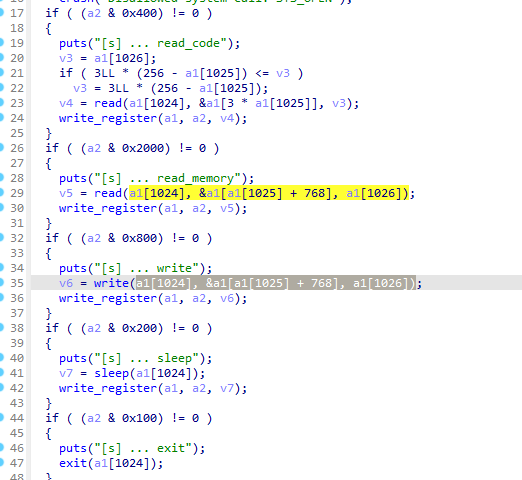 16 crash("Disallowed system call: SYS_OPEN");
17 if ( (a2 & 0x400) != 0 )
18 {
19 puts("[s] ... read_code");
20 v3 = a1[1026];
21 if ( 3LL * (256 - a1[1025]) <= v3 )
22 v3 = 3LL * (256 - a1[1025]);
23 v4 = read(a1[1024], &a1[3 * a1[1025]], v3);
24 write_register(a1, a2, v4);
25 }
26 if ( (a2 & 0x2000) != 0 )
27 {
28 puts("[s] ... read_memory");
29 v5 = read(a1[1024], &a1[a1[1025] + 768], a1[1026]);
30 write_register(a1, a2, v5);
31 }
32 if ( (a2 & 0x800) != 0 )
33 {
34 puts("[s] ... write");
35 v6 = write(a1[1024], &a1[a1[1025] + 768], a1[1026]);
36 write_register(a1, a2, v6);
37 }
38 if ( (a2 & 0x200) != 0 )
39 {
40 puts("[s] ... sleep");
41 v7 = sleep(a1[1024]);
42 write_register(a1, a2, v7);
43 }
44 if ( (a2 & 0x100) != 0 )
45 {
46 puts("[s] ... exit");
47 exit(a1[1024]);
48 }